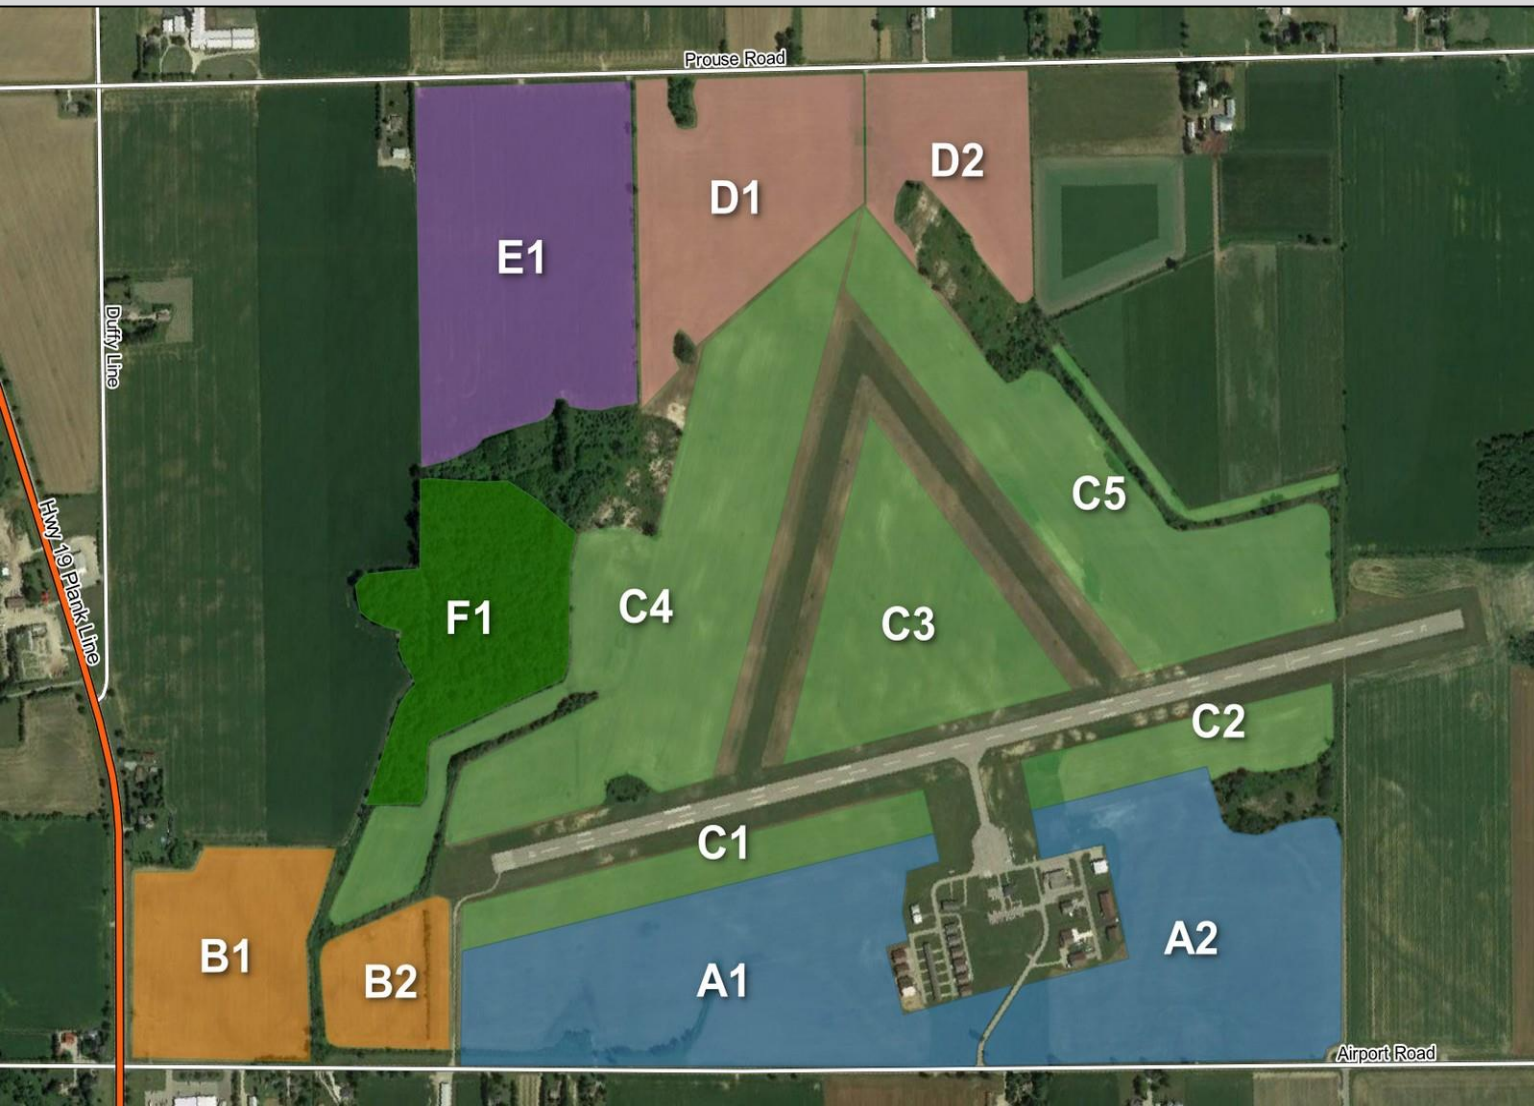 Prouse Road
D2
D1
E1
Duffy Line
C5
Hwy 19 Plank Line
F1
C4
C3
C2
C1
B1
B2
A1
A2
Airport Road